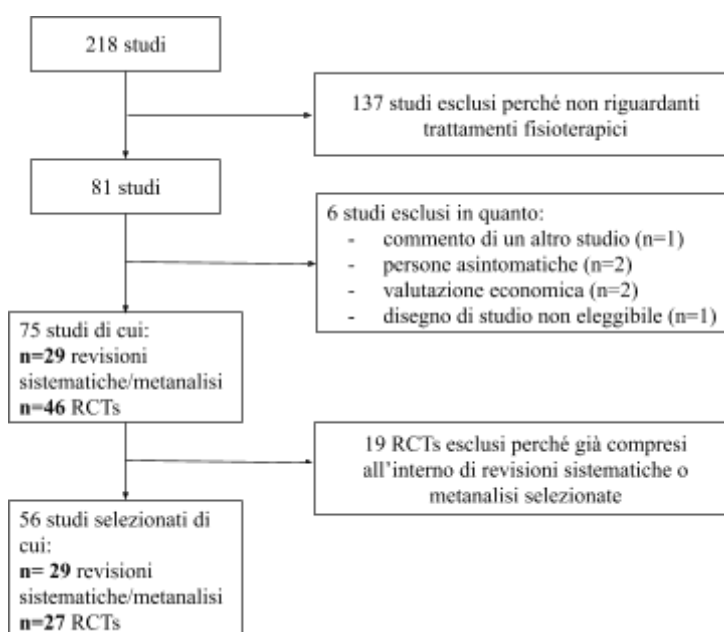 218 studi
137 studi esclusi perché non riguardanti
trattamenti fisioterapici
81 studi
6 studi esclusi in quanto:
- commento di un altro studio (n=1)
- persone asintomatiche (n=2)
- valutazione economica (n=2)
- disegno di studio non eleggibile (n=1)
75 studi di cui:
n=29 revisioni
sistematiche/metanalisi
n=46 RCTs
19 RCTs esclusi perché già compresi
all’interno di revisioni sistematiche o
metanalisi selezionate
56 studi selezionati di
cui:
n= 29 revisioni
sistematiche/metanalisi
n=27 RCTs